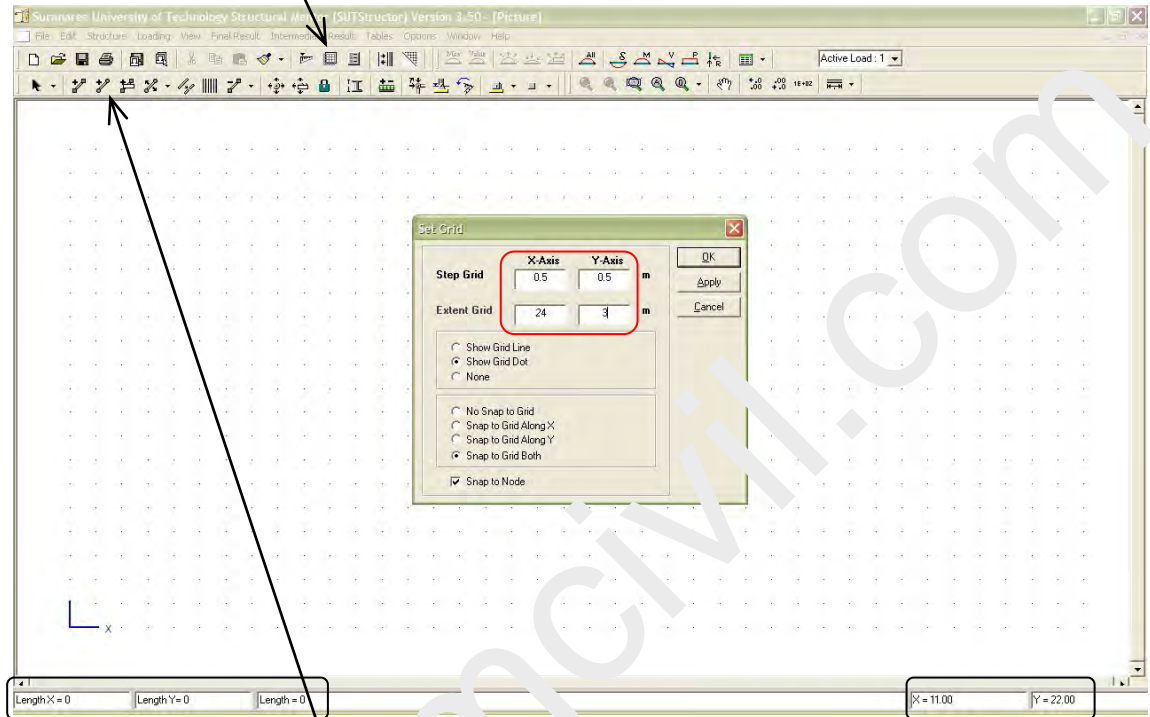 Suranaree University of Technology Structural (SUTStructor) Version 3.50 - [Picture]
File Edit Structure Loading View Final Result Intermediate Result Tables Options Window Help
Active Load : 1
Set Grid
X-Axis Y-Axis
Step Grid 0.5 0.5 m
Extent Grid 24 3 m
OK
Apply
Cancel
Show Grid Line
Show Grid Dot
None
No Snap to Grid
Snap to Grid Along X
Snap to Grid Along Y
Snap to Grid Both
Snap to Node
X
Length X = 0 Length Y= 0 Length = 0 X = 11.00 Y = 22.00
mcivil.com